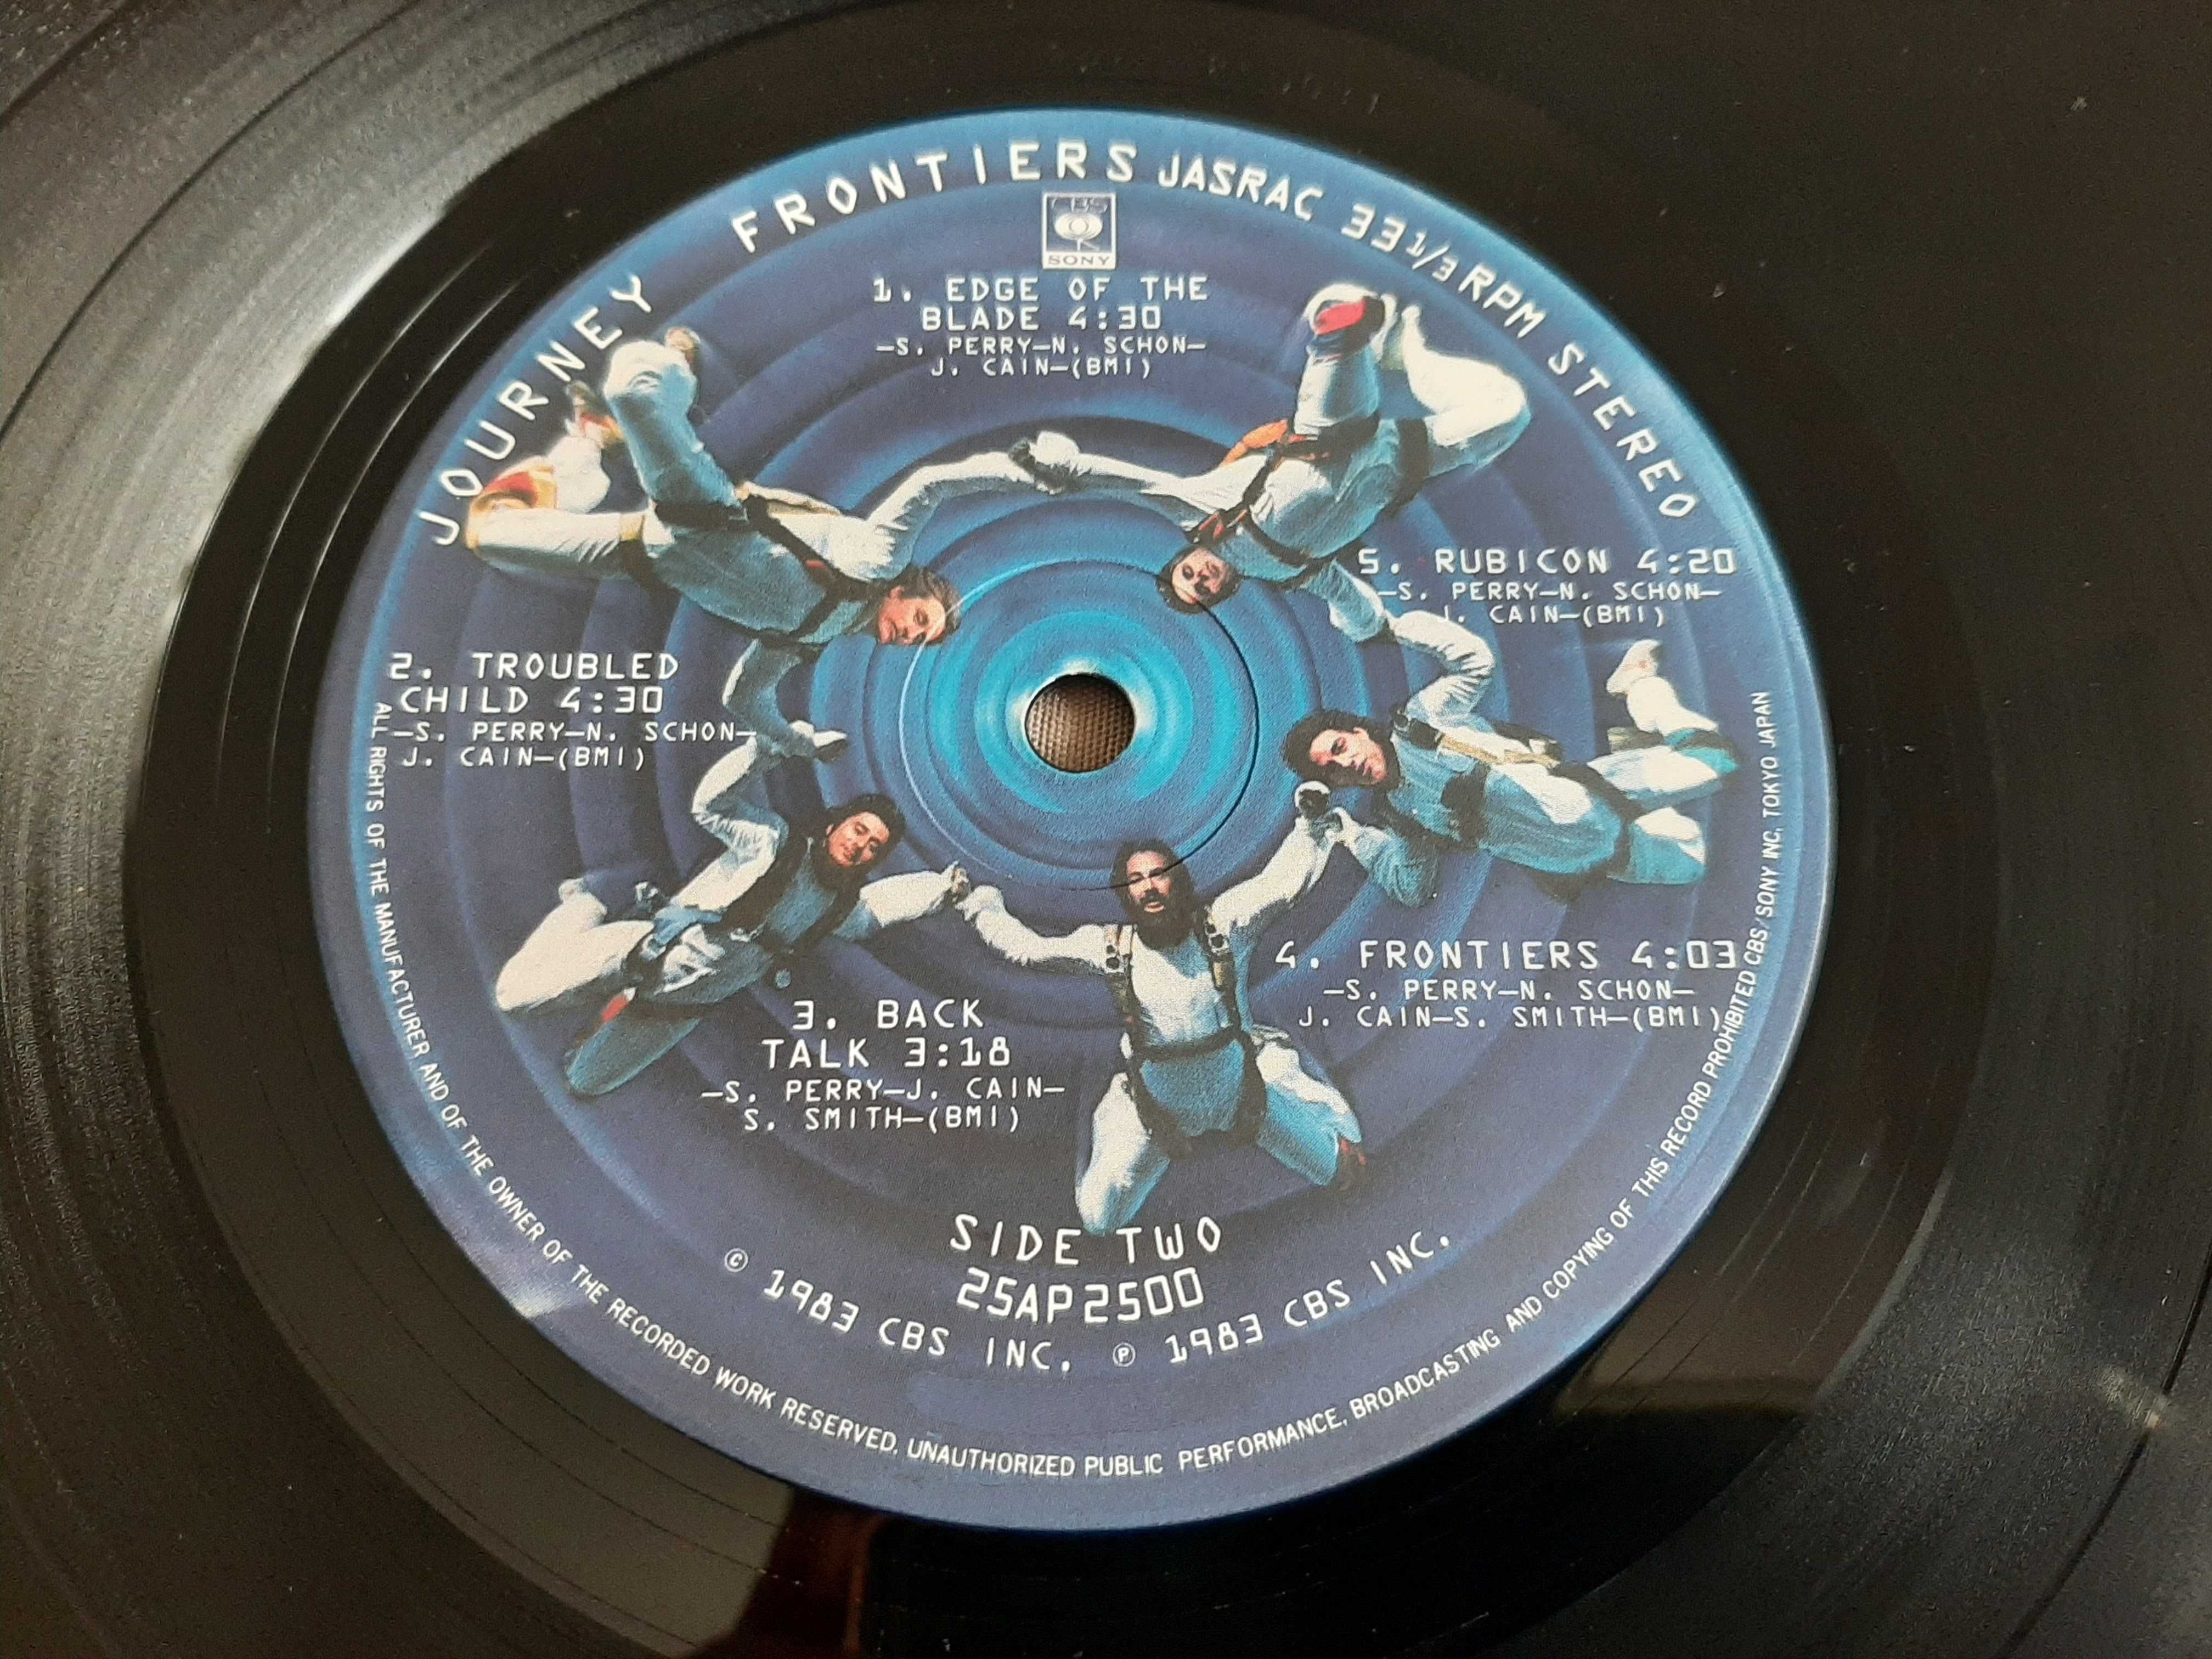 JOURNEY FRONTIERS JASRAC 33 1/3 RPM STEREO
CBS
SONY
1. EDGE OF THE
BLADE 4:30
—S. PERRY—N. SCHON—
J. CAIN—(BMI)
2. TROUBLED
CHILD 4:30
—S. PERRY—N. SCHON—
J. CAIN—(BMI)
3. BACK
TALK 3:18
—S. PERRY—J. CAIN—
S. SMITH—(BMI)
4. FRONTIERS 4:03
—S. PERRY—N. SCHON—
J. CAIN—S. SMITH—(BMI)
5. RUBICON 4:20
—S. PERRY—N. SCHON—
J. CAIN—(BMI)
SIDE TWO
25AP2500
© 1983 CBS INC. ℗ 1983 CBS INC.
ALL RIGHTS OF THE MANUFACTURER AND OF THE OWNER OF THE RECORDED WORK RESERVED. UNAUTHORIZED PUBLIC PERFORMANCE, BROADCASTING AND COPYING OF THIS RECORD PROHIBITED CBS/SONY INC. TOKYO JAPAN